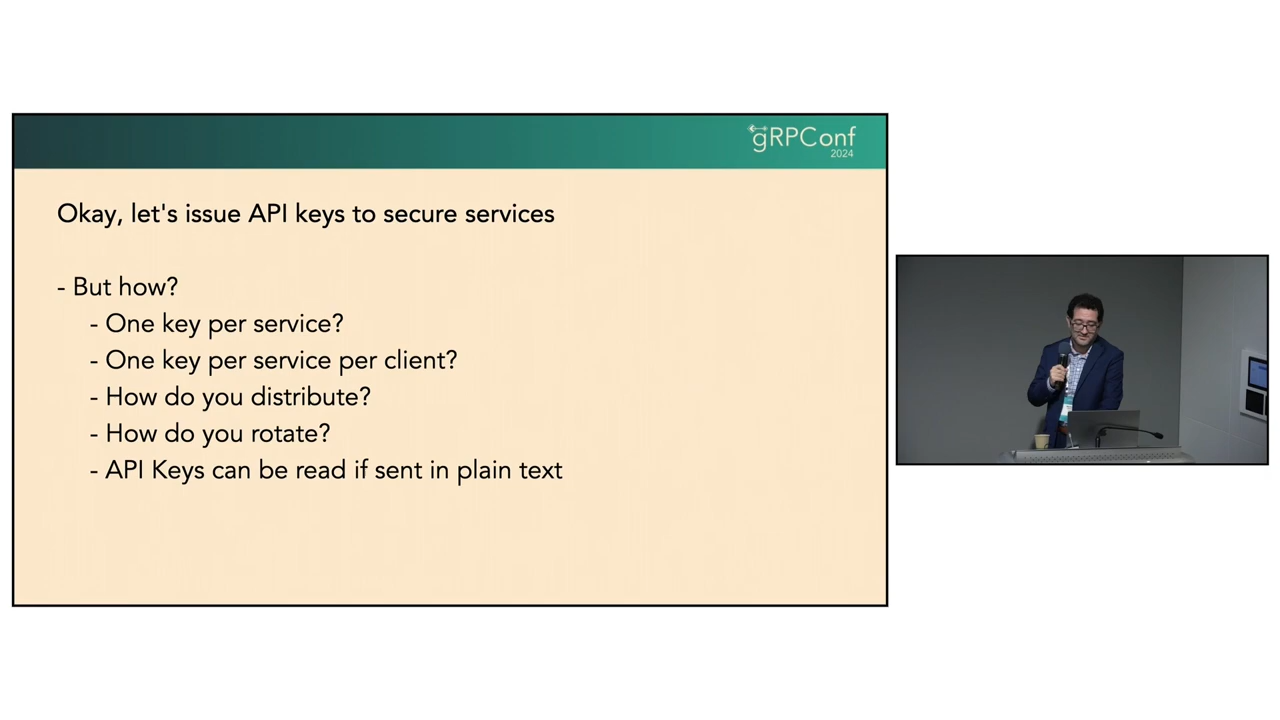 gRPConf
2024
Okay, let's issue API keys to secure services
- But how?
- One key per service?
- One key per service per client?
- How do you distribute?
- How do you rotate?
- API Keys can be read if sent in plain text